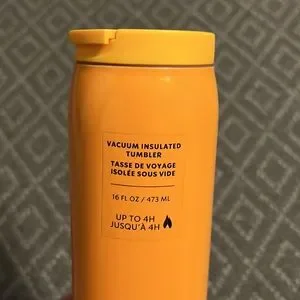 VACUUM INSULATED
TUMBLER
TASSE DE VOYAGE
ISOLÉE SOUS VIDE
16 FL OZ / 473 ML
UP TO 4H
JUSQU'À 4H